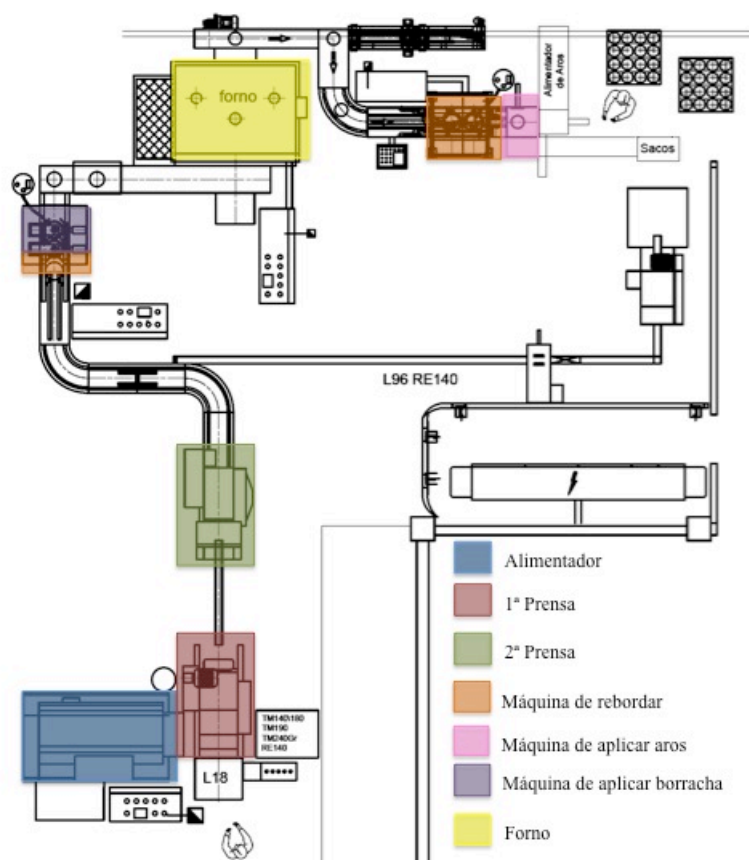 forno
Alimentador
de Aros
Sacos
L96 RE140
Alimentador
1ª Prensa
2ª Prensa
Máquina de rebordar
Máquina de aplicar aros
Máquina de aplicar borracha
Forno
TM140\180
TM190
TM240Gr
RE140
L18